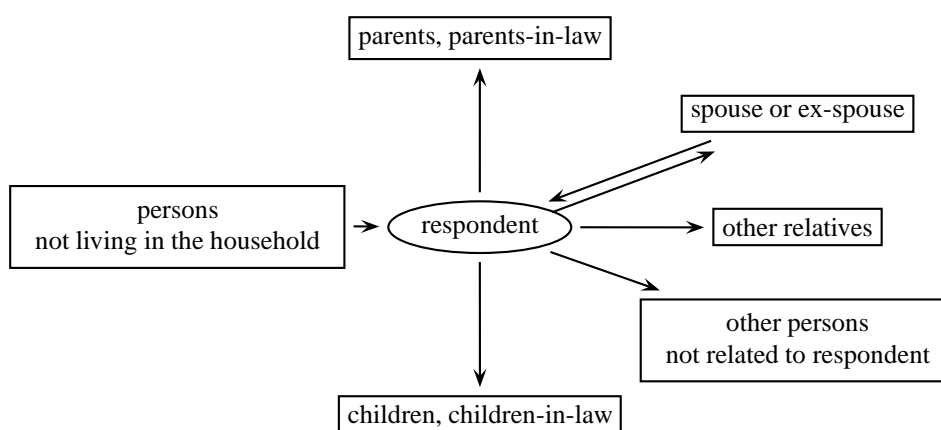 parents, parents-in-law
spouse or ex-spouse
persons
not living in the household
respondent
other relatives
other persons
not related to respondent
children, children-in-law